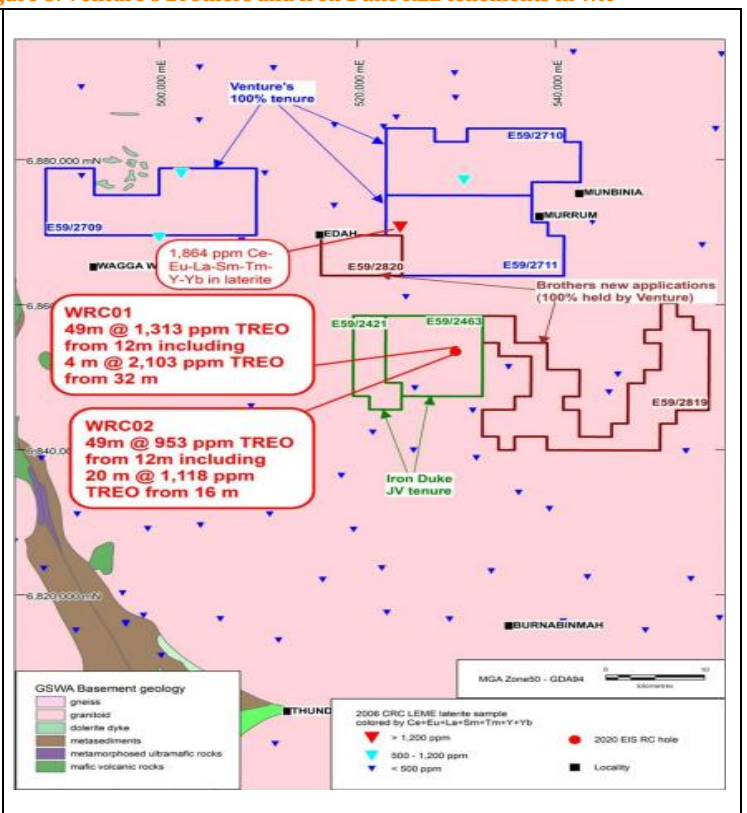 500,000 mE
520,000 mE
540,000 mE
Venture's
100% tenure
E59/2710
6,880,000 mN
MUNBINIA
MURRUM
E59/2709
EDAH
1,864 ppm Ce-
Eu-La-Sm-Tm-
Y-Yb in laterite
WAGGA W
E59/2820
E59/2711
Brothers new applications
(100% held by Venture)
WRC01
49m @ 1,313 ppm TREO
from 12m including
4 m @ 2,103 ppm TREO
from 32 m
E59/2421
E59/2463
E59/2819
WRC02
49m @ 953 ppm TREO
from 12m including
20 m @ 1,118 ppm
TREO from 16 m
Iron Duke
JV tenure
6,820,000 mN
BURNABINMAH
MGA Zone50 - GDA94
0
10
kilometres
THUND
GSWA Basement geology
gneiss
granitoid
dolerite dyke
metasediments
metamorphosed ultramafic rocks
mafic volcanic rocks
2006 CRC LEME laterite sample
colored by Ce+Eu+La+Sm+Tm+Y+Yb
> 1,200 ppm
500 - 1,200 ppm
< 500 ppm
2020 EIS RC hole
Locality